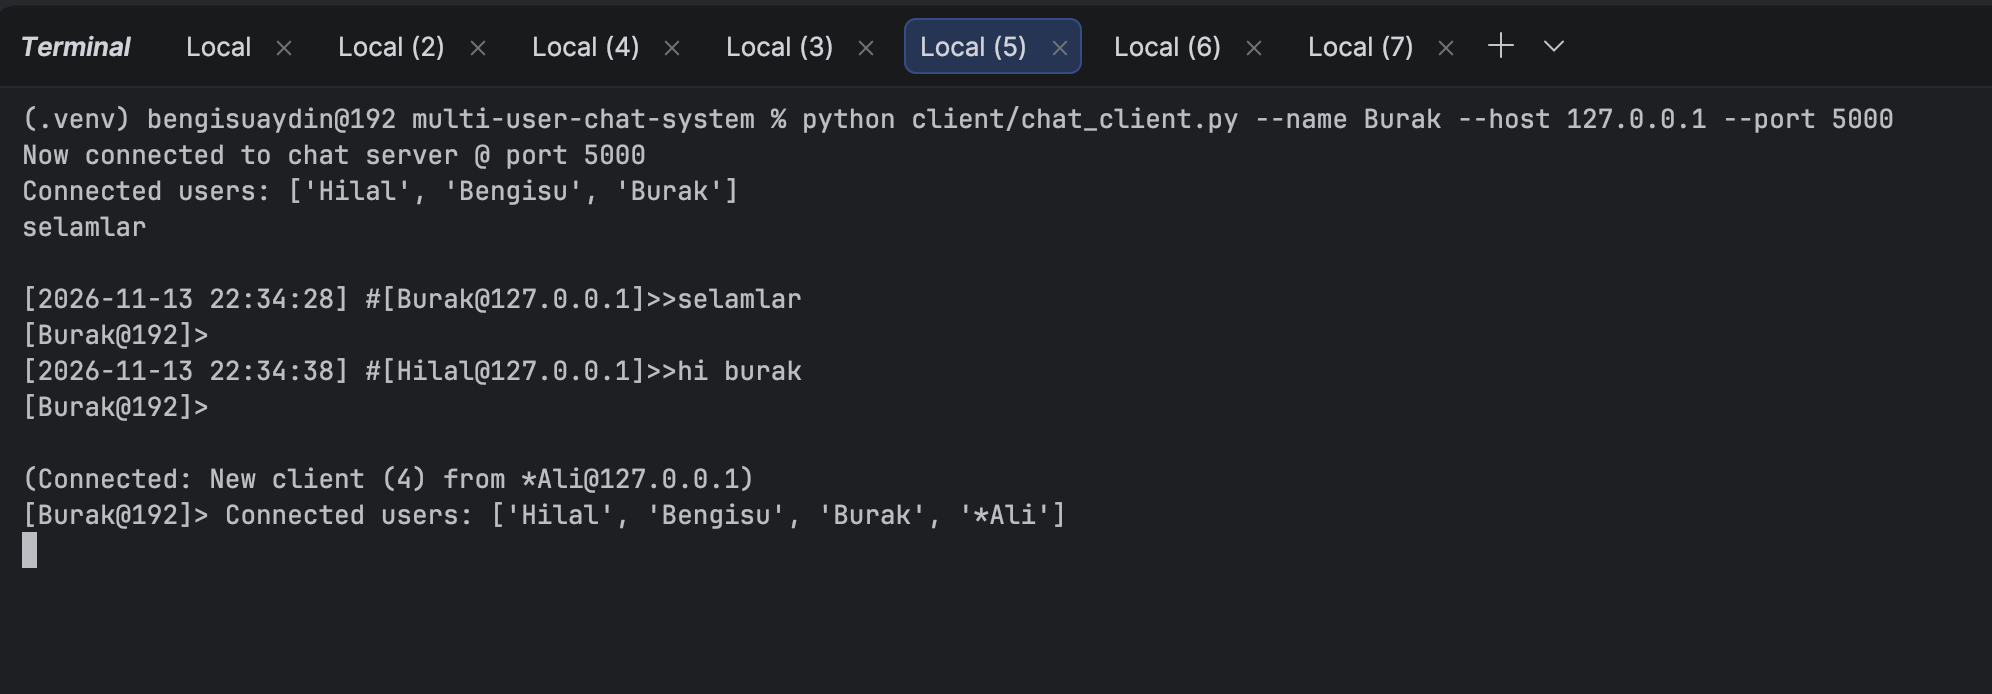 Terminal Local × Local (2) × Local (4) × Local (3) × Local (5) × Local (6) × Local (7) × +
(.venv) bengisuaydin@192 multi-user-chat-system % python client/chat_client.py --name Burak --host 127.0.0.1 --port 5000
Now connected to chat server @ port 5000
Connected users: ['Hilal', 'Bengisu', 'Burak']
selamlar
[2026-11-13 22:34:28] #[Burak@127.0.0.1]>>selamlar
[Burak@192]>
[2026-11-13 22:34:38] #[Hilal@127.0.0.1]>>hi burak
[Burak@192]>
(Connected: New client (4) from *Ali@127.0.0.1)
[Burak@192]> Connected users: ['Hilal', 'Bengisu', 'Burak', '*Ali']